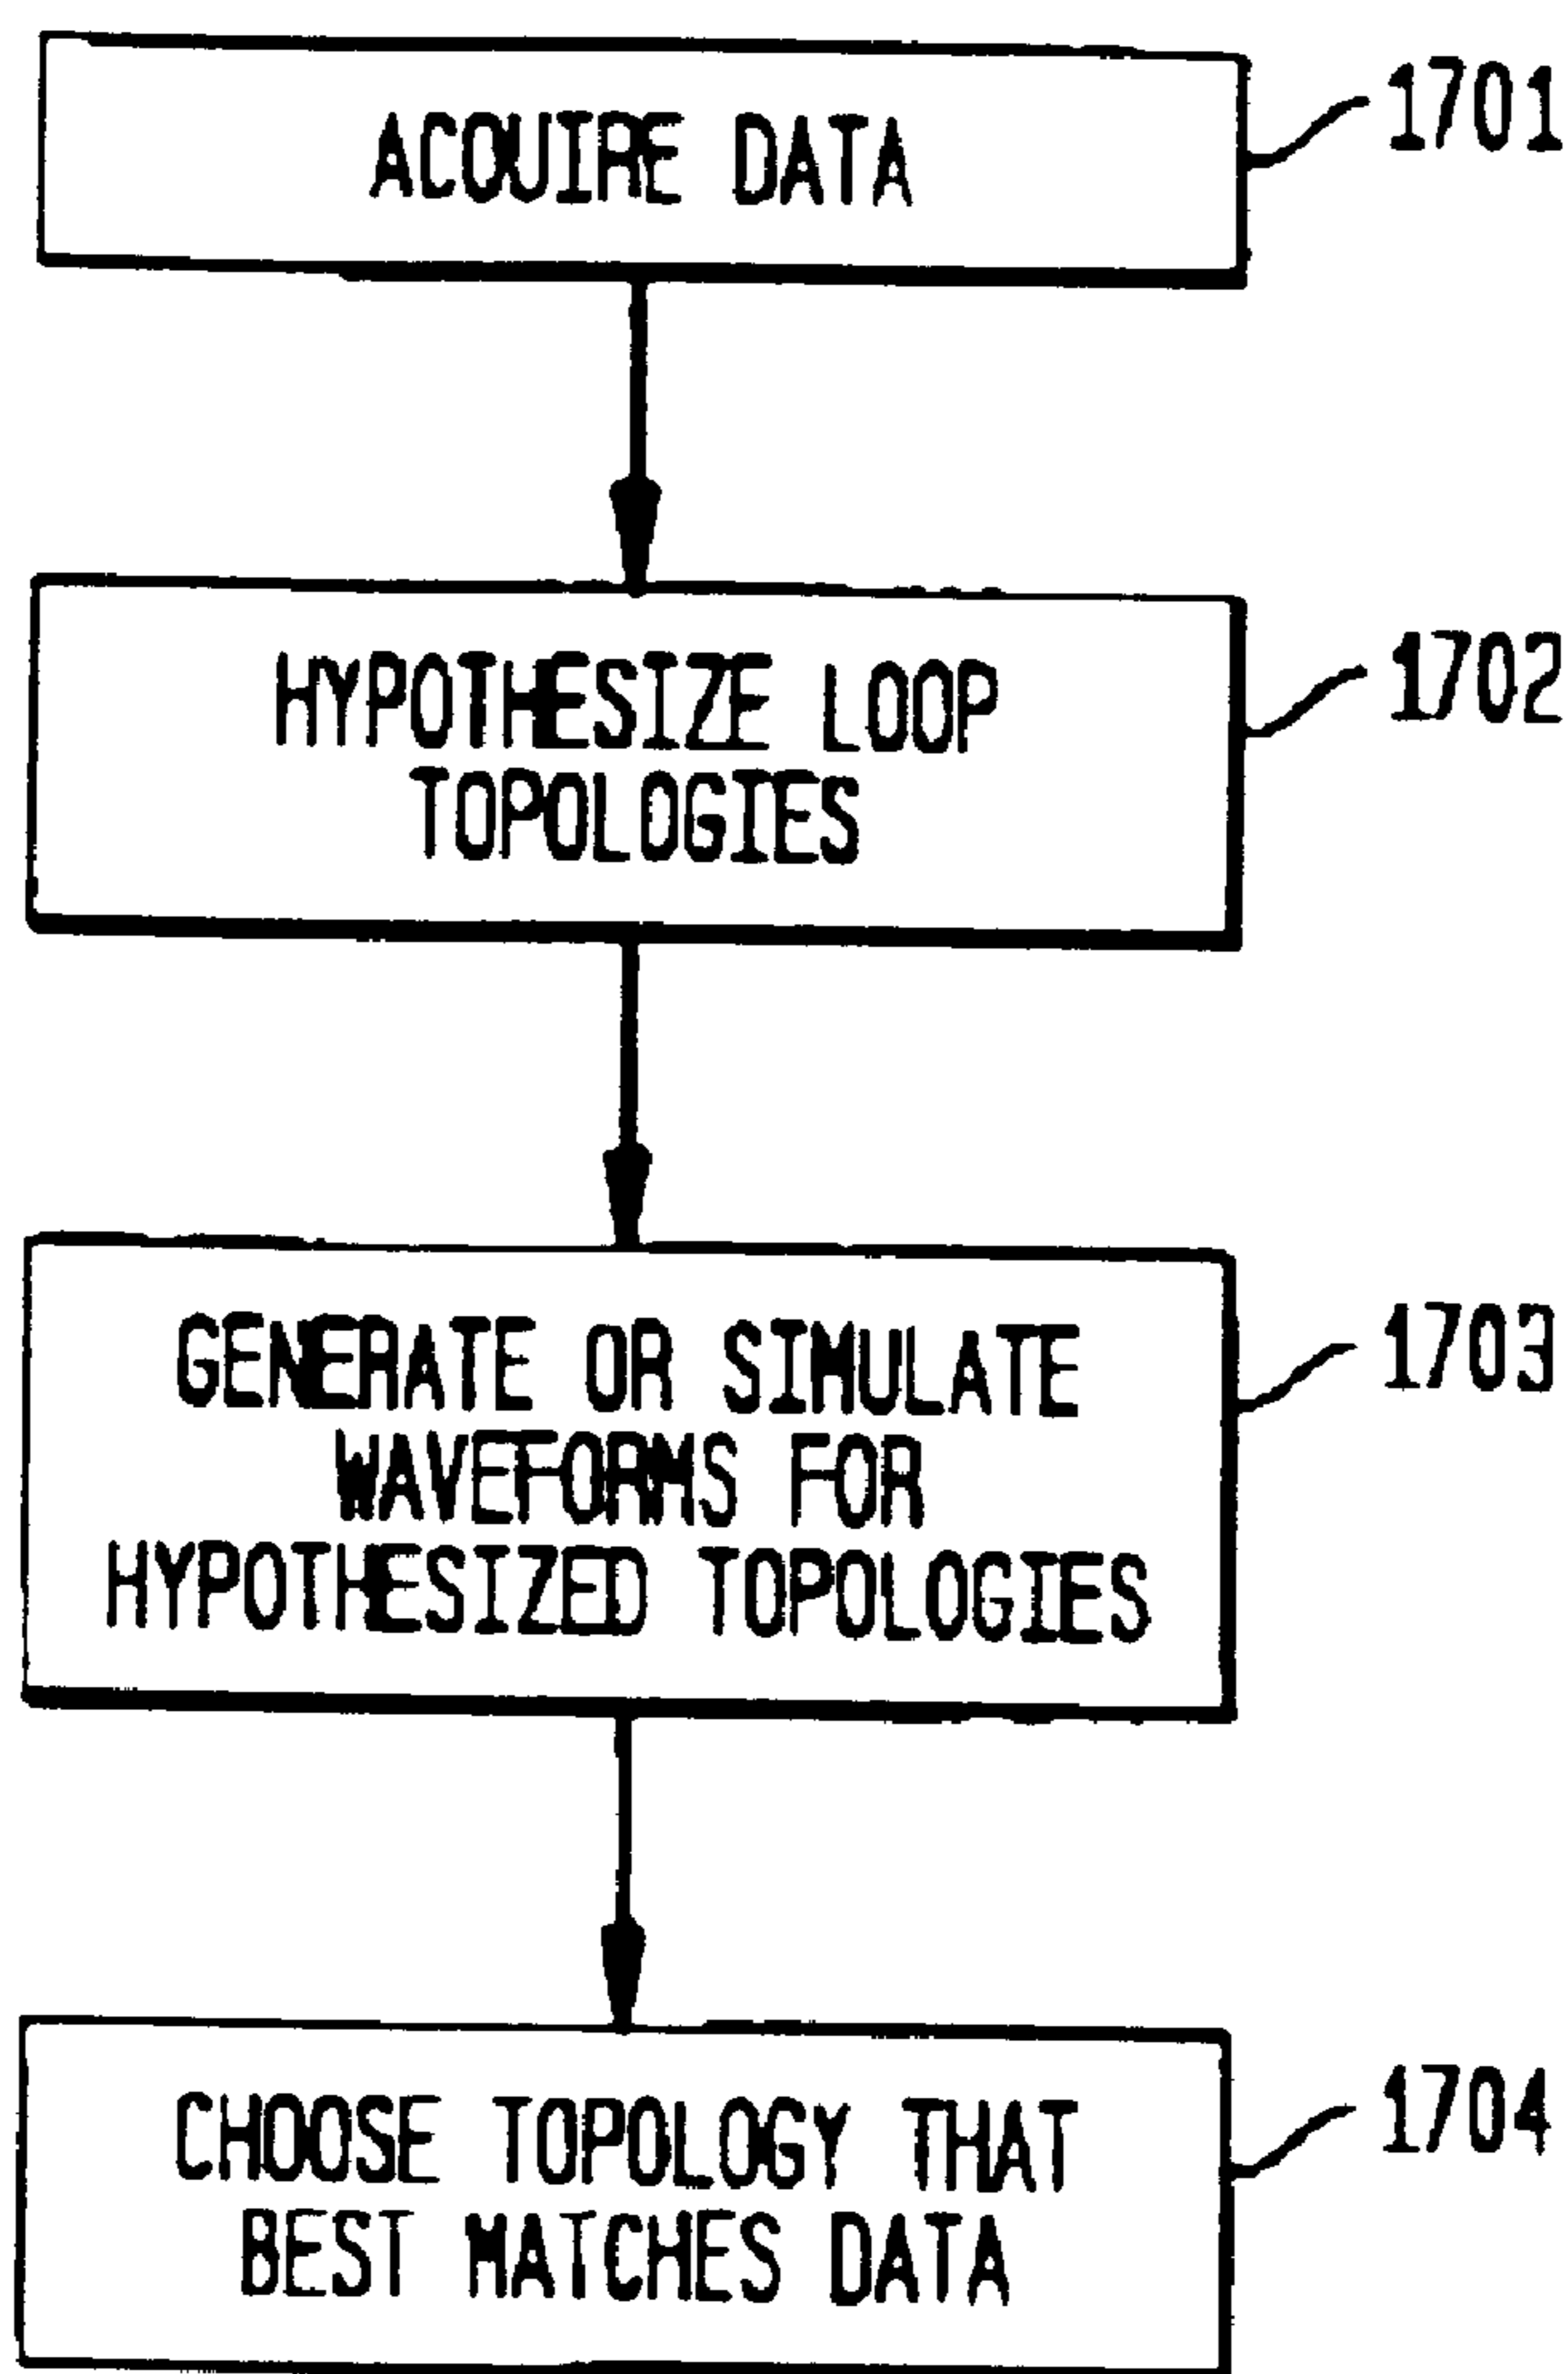 ACQUIRE DATA
1701
HYPOTHESIZE LOOP
TOPOLOGIES
1702
GENERATE OR SIMULATE
WAVEFORMS FOR
HYPOTHESIZED TOPOLOGIES
1703
CHOOSE TOPOLOGY THAT
BEST MATCHES DATA
1704